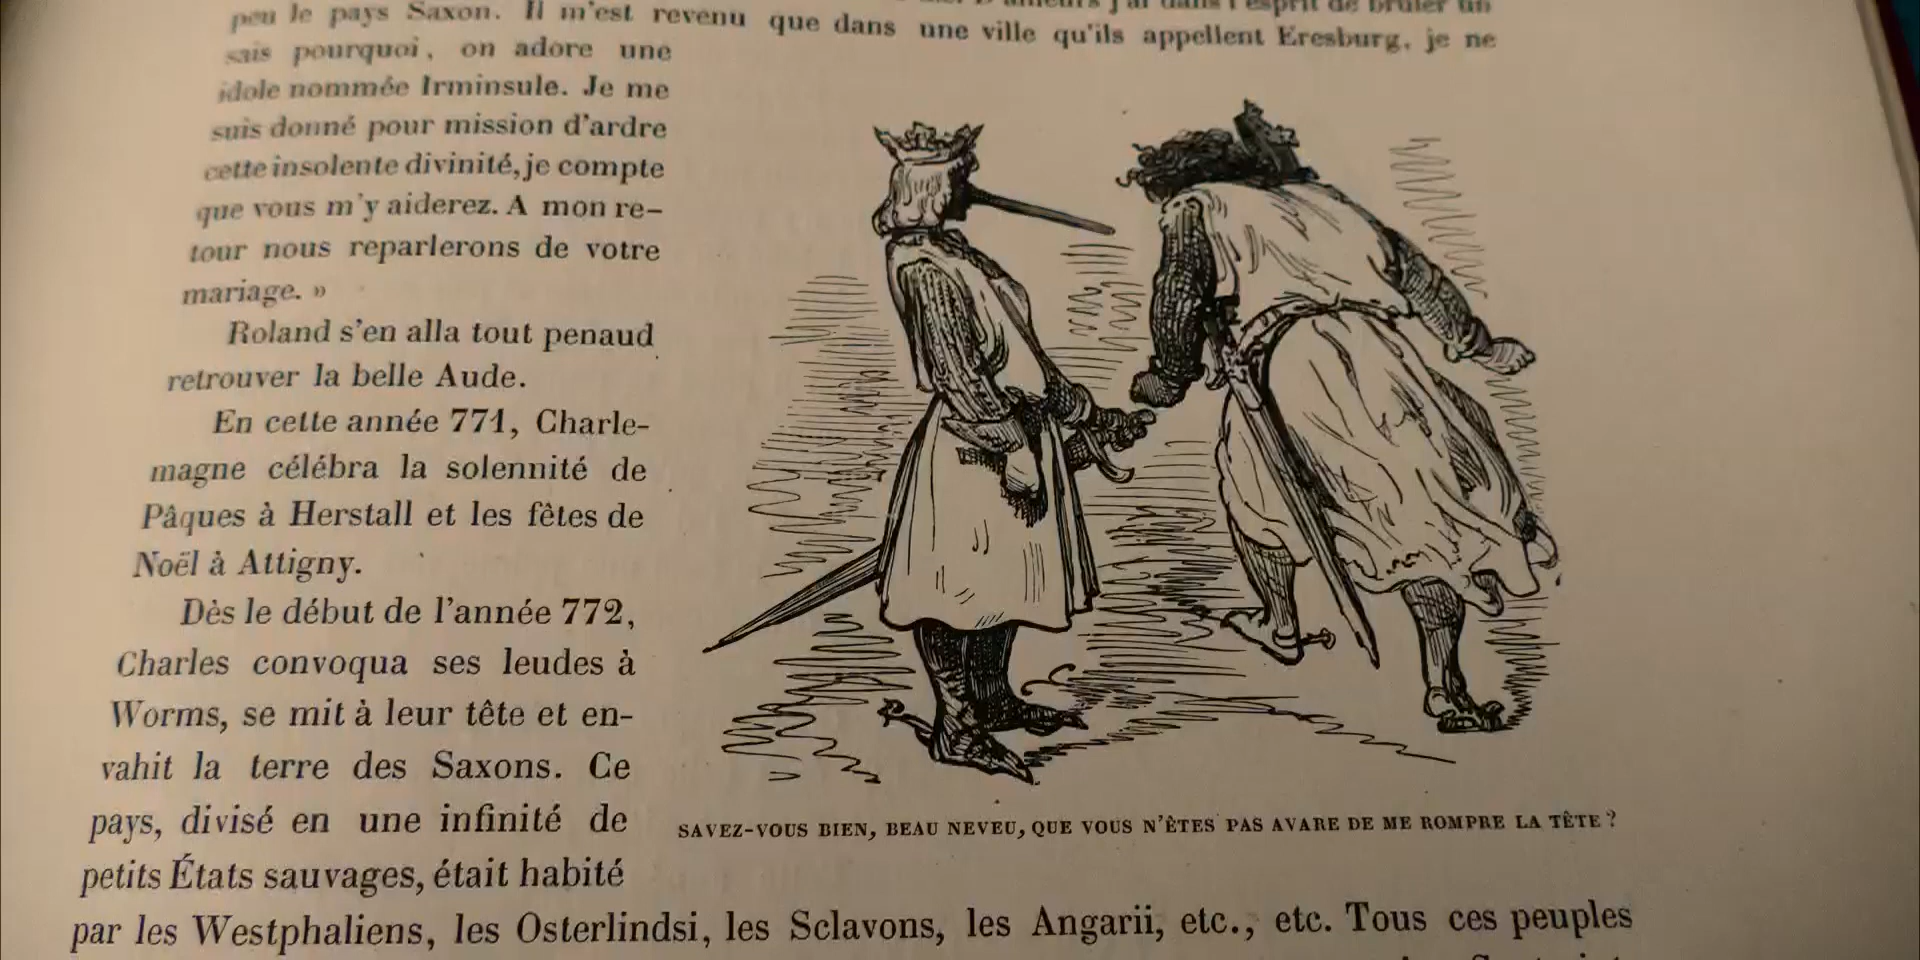 l'esprit de brûler un
peu le pays Saxon. Il m'est revenu que dans une ville qu'ils appellent Eresburg, je ne
sais pourquoi, on adore une
idole nommée Irminsule. Je me
suis donné pour mission d'ardre
cette insolente divinité, je compte
que vous m'y aiderez. A mon re-
tour nous reparlerons de votre
mariage. »
Roland s'en alla tout penaud
retrouver la belle Aude.
En cette année 771, Charle-
magne célébra la solennité de
Pâques à Herstall et les fêtes de
Noël à Attigny.
Dès le début de l'année 772,
Charles convoqua ses leudes à
Worms, se mit à leur tête et en-
vahit la terre des Saxons. Ce
pays, divisé en une infinité de
petits États sauvages, était habité
SAVEZ-VOUS BIEN, BEAU NEVEU, QUE VOUS N'ÊTES PAS AVARE DE ME ROMPRE LA TÊTE ?
par les Westphaliens, les Osterlindsi, les Sclavons, les Angarii, etc., etc. Tous ces peuples